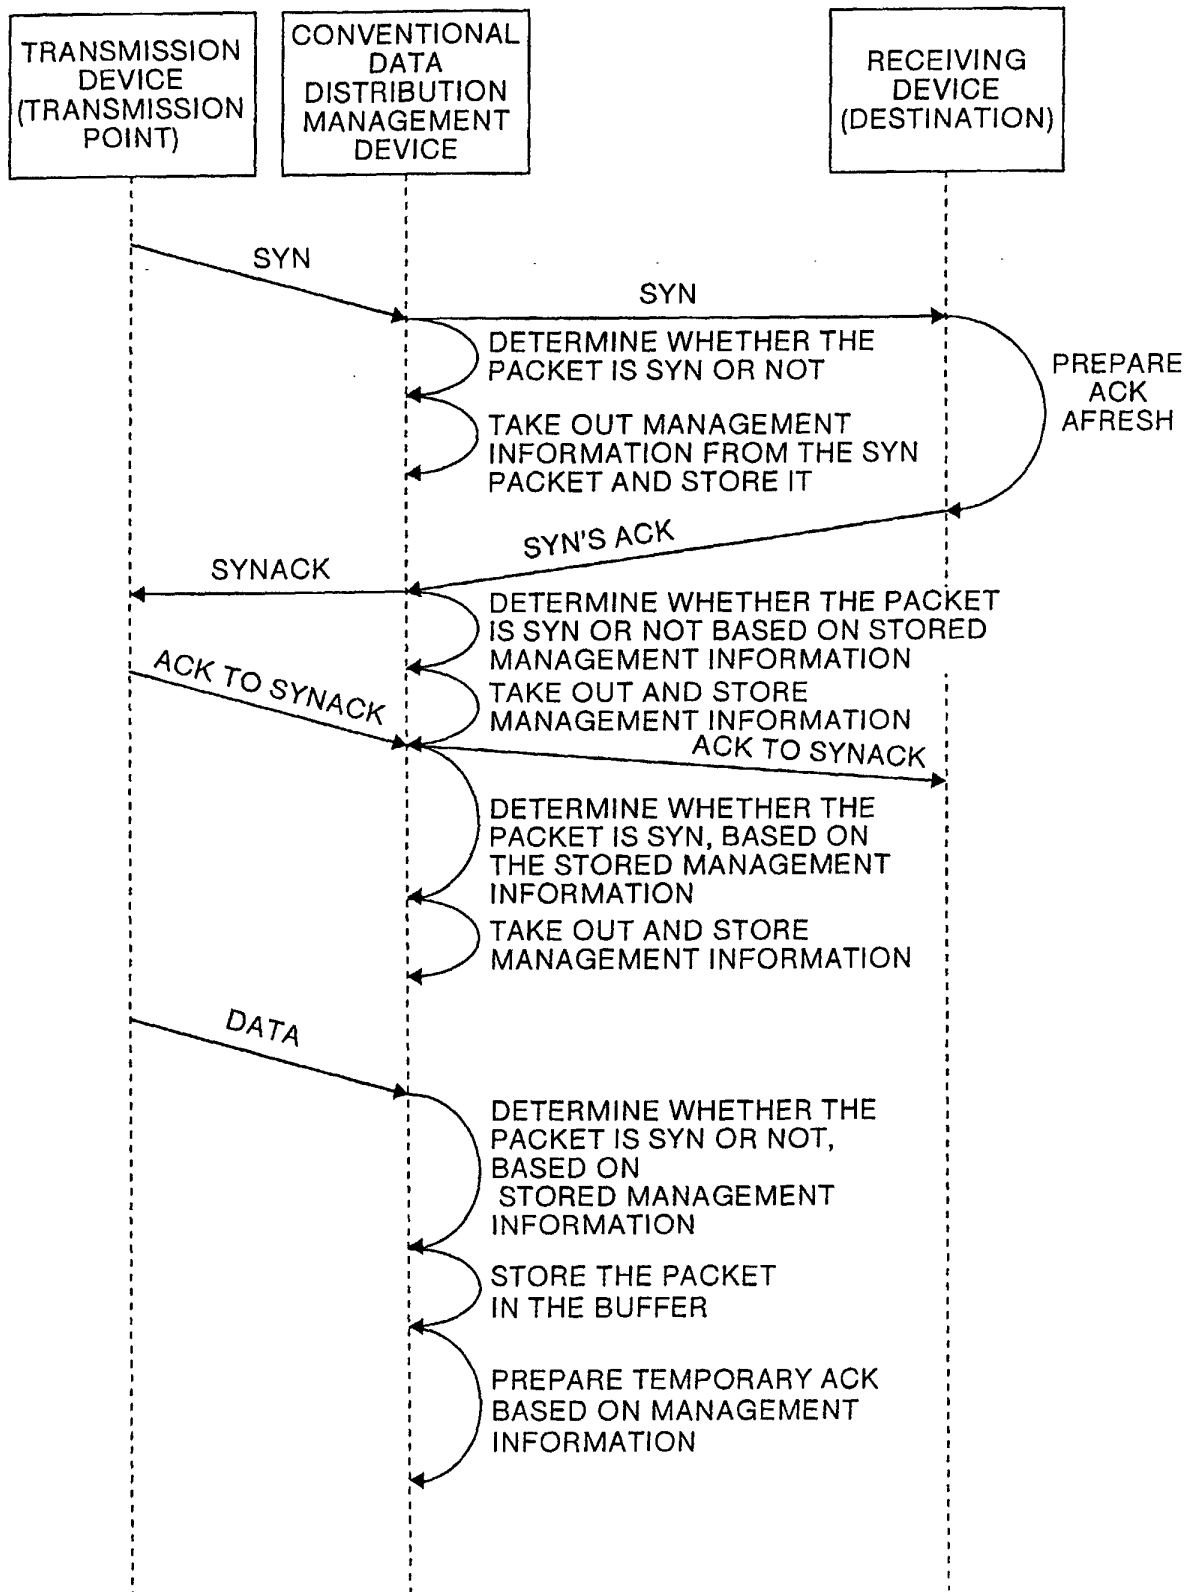 TRANSMISSION
DEVICE
(TRANSMISSION
POINT)
CONVENTIONAL
DATA
DISTRIBUTION
MANAGEMENT
DEVICE
RECEIVING
DEVICE
(DESTINATION)
SYN
SYN
DETERMINE WHETHER THE
PACKET IS SYN OR NOT
PREPARE
ACK
AFRESH
TAKE OUT MANAGEMENT
INFORMATION FROM THE SYN
PACKET AND STORE IT
SYN'S ACK
SYNACK
DETERMINE WHETHER THE PACKET
IS SYN OR NOT BASED ON STORED
MANAGEMENT INFORMATION
ACK TO SYNACK
TAKE OUT AND STORE
MANAGEMENT INFORMATION
ACK TO SYNACK
DETERMINE WHETHER THE
PACKET IS SYN, BASED ON
THE STORED MANAGEMENT
INFORMATION
TAKE OUT AND STORE
MANAGEMENT INFORMATION
DATA
DETERMINE WHETHER THE
PACKET IS SYN OR NOT,
BASED ON
STORED MANAGEMENT
INFORMATION
STORE THE PACKET
IN THE BUFFER
PREPARE TEMPORARY ACK
BASED ON MANAGEMENT
INFORMATION